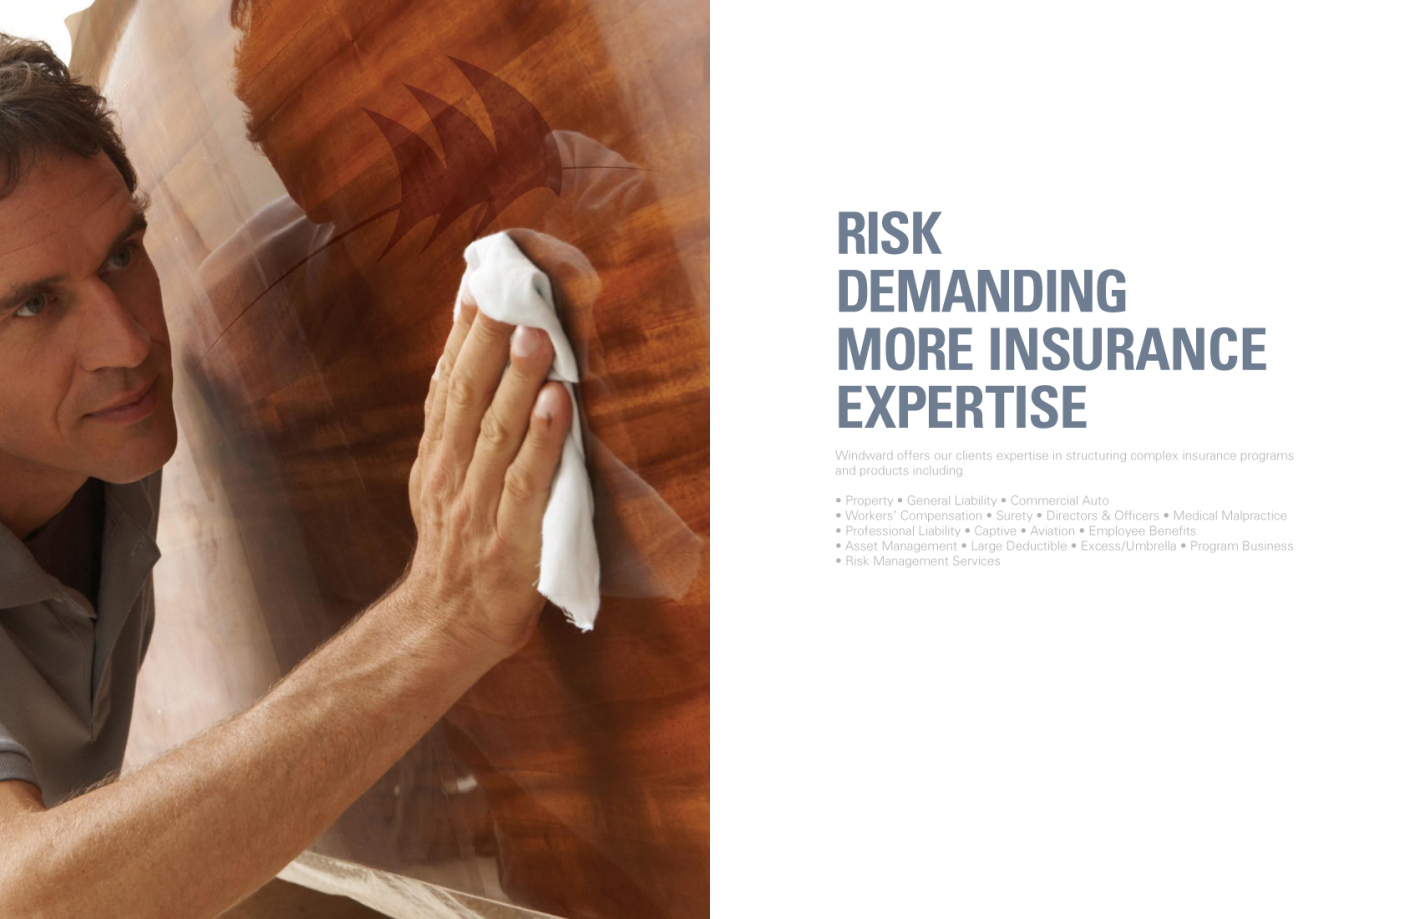 RISK
DEMANDING
MORE INSURANCE
EXPERTISE
Windward offers our clients expertise in structuring complex insurance programs
and products including
• Property • General Liability • Commercial Auto
• Workers' Compensation • Surety • Directors & Officers • Medical Malpractice
• Professional Liability • Captive • Aviation • Employee Benefits
• Asset Management • Large Deductible • Excess/Umbrella • Program Business
• Risk Management Services